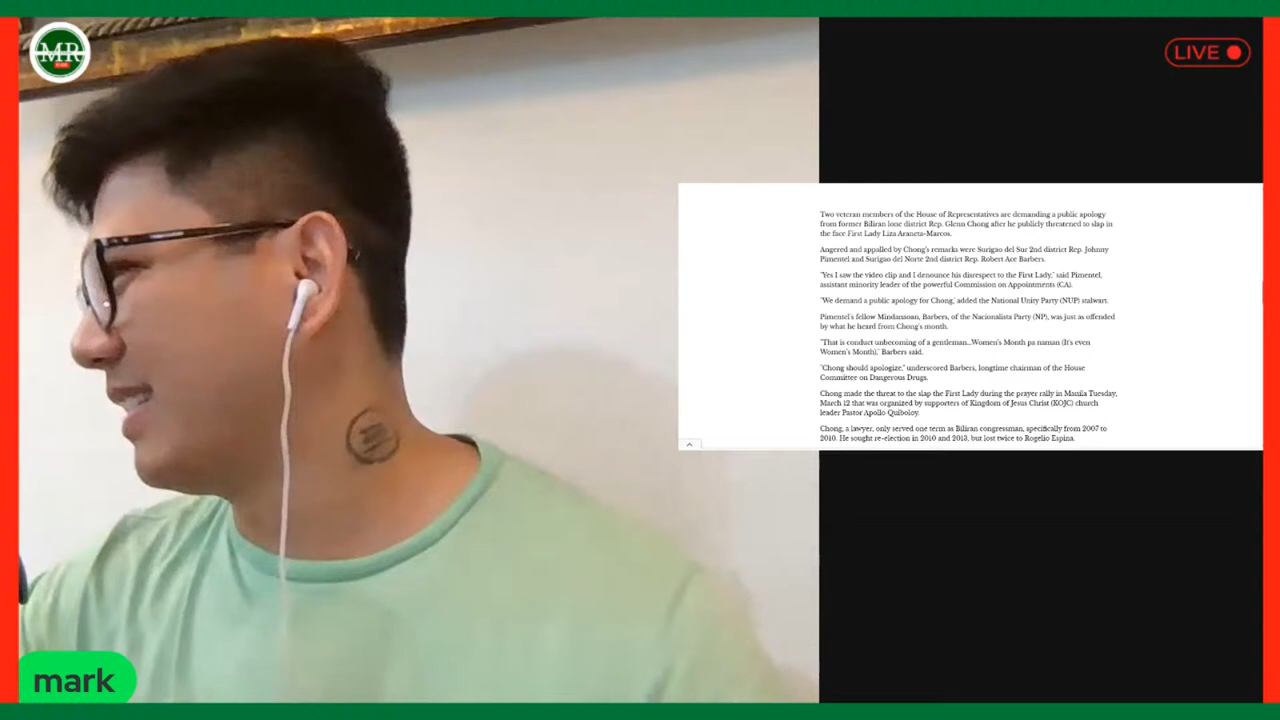 MR
LIVE
Two veteran members of the House of Representatives are demanding a public apology
from former Biliran lone district Rep. Glenn Chong after he publicly threatened to slap in
the face First Lady Liza Araneta-Marcos.
Angered and appalled by Chong's remarks were Surigao del Sur 2nd district Rep. Johnny
Pimentel and Surigao del Norte 2nd district Rep. Robert Ace Barbers.
"Yes I saw the video clip and I denounce his disrespect to the First Lady," said Pimentel,
assistant minority leader of the powerful Commission on Appointments (CA).
"We demand a public apology for Chong,' added the National Unity Party (NUP) stalwart.
Pimentel's fellow Mindanaoan, Barbers, of the Nacionalista Party (NP), was just as offended
by what he heard from Chong's month.
"That is conduct unbecoming of a gentleman...Women's Month pa naman (It's even
Women's Month)," Barbers said.
"Chong should apologize," underscored Barbers, longtime chairman of the House
Committee on Dangerous Drugs.
Chong made the threat to the slap the First Lady during the prayer rally in Manila Tuesday,
March 12 that was organized by supporters of Kingdom of Jesus Christ (KOJC) church
leader Pastor Apollo Quiboloy.
Chong, a lawyer, only served one term as Biliran congressman, specifically from 2007 to
2010. He sought re-election in 2010 and 2013, but lost twice to Rogelio Espina.
mark